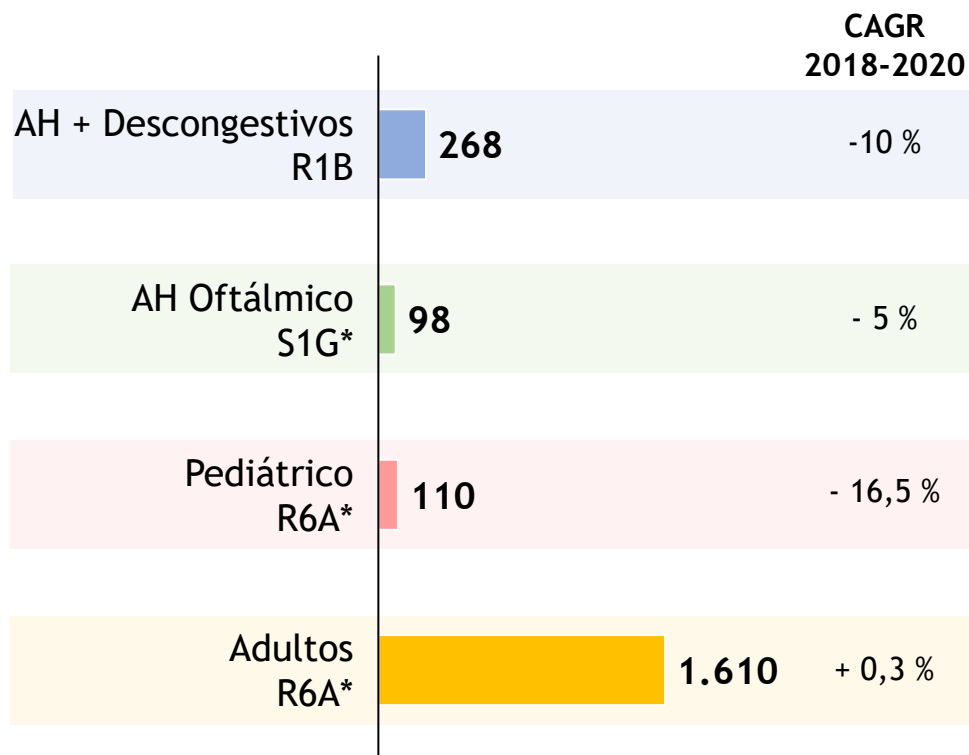 CAGR
2018-2020
AH + Descongestivos
R1B
268
-10 %
AH Oftálmico
S1G*
98
- 5 %
Pediátrico
R6A*
110
- 16,5 %
Adultos
R6A*
1.610
+ 0,3 %